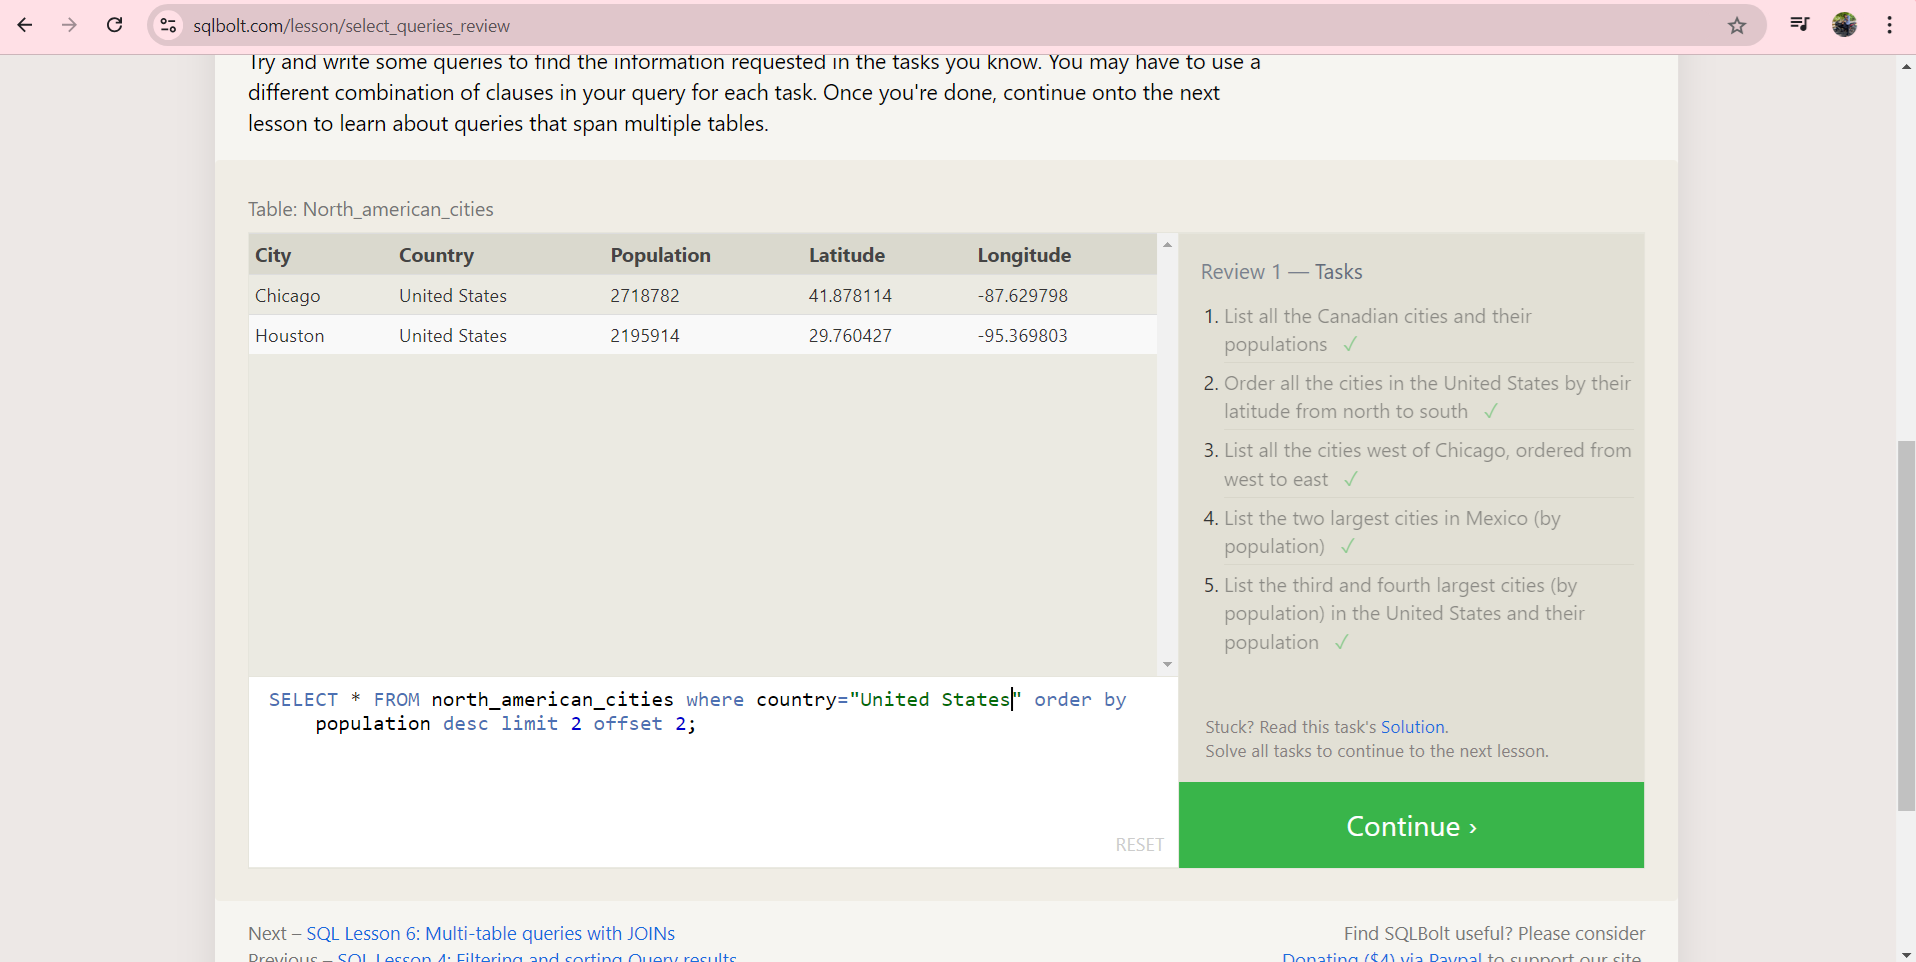 sqlbolt.com/lesson/select_queries_review
Try and write some queries to find the information requested in the tasks you know. You may have to use a
different combination of clauses in your query for each task. Once you're done, continue onto the next
lesson to learn about queries that span multiple tables.
Table: North_american_cities
City Country Population Latitude Longitude
Chicago United States 2718782 41.878114 -87.629798
Houston United States 2195914 29.760427 -95.369803
SELECT * FROM north_american_cities where country="United States" order by
population desc limit 2 offset 2;
RESET
Review 1 — Tasks
1. List all the Canadian cities and their
populations ✓
2. Order all the cities in the United States by their
latitude from north to south ✓
3. List all the cities west of Chicago, ordered from
west to east ✓
4. List the two largest cities in Mexico (by
population) ✓
5. List the third and fourth largest cities (by
population) in the United States and their
population ✓
Stuck? Read this task's Solution.
Solve all tasks to continue to the next lesson.
Continue ›
Next – SQL Lesson 6: Multi-table queries with JOINs
Previous – SQL Lesson 4: Filtering and sorting Query results
Find SQLBolt useful? Please consider
Donating ($4) via Paypal to support our site.